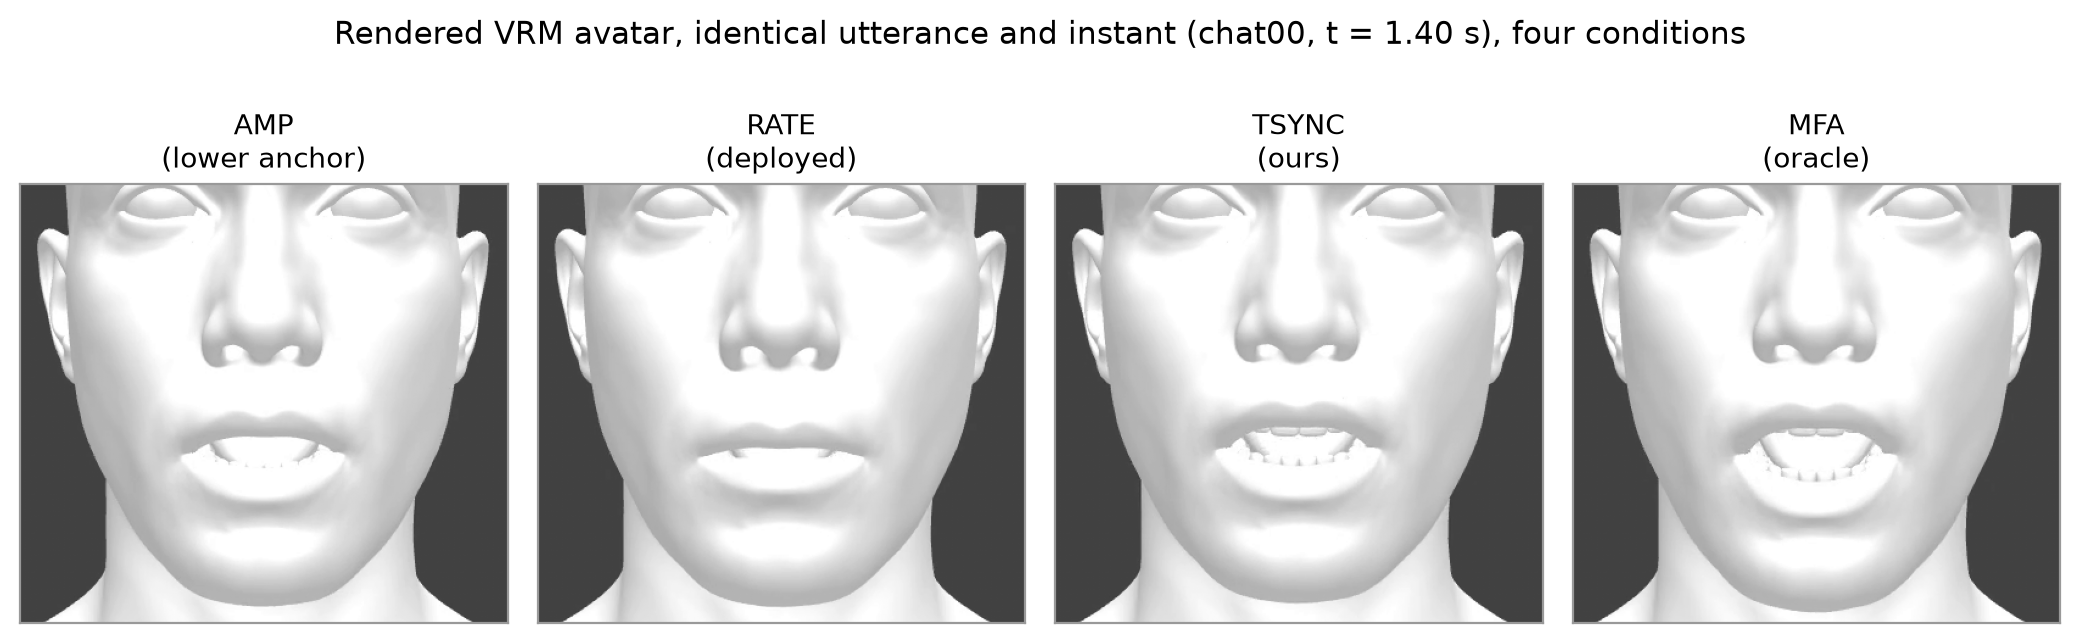 Rendered VRM avatar, identical utterance and instant (chat00, t = 1.40 s), four conditions
AMP
(lower anchor)
RATE
(deployed)
TSYNC
(ours)
MFA
(oracle)